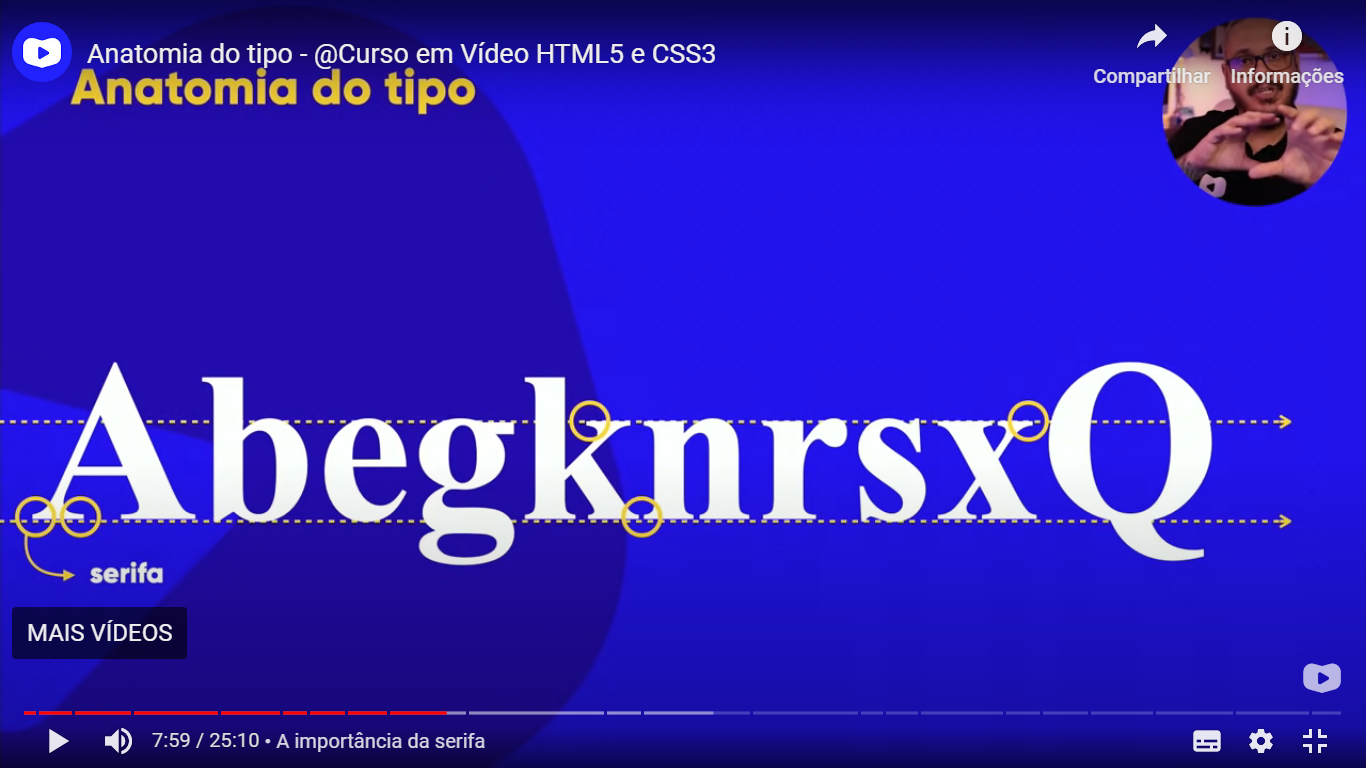 Anatomia do tipo - @Curso em Vídeo HTML5 e CSS3
Compartilhar
Informações
Anatomia do tipo
AbegknrsxQ
serifa
MAIS VÍDEOS
7:59 / 25:10 • A importância da serifa